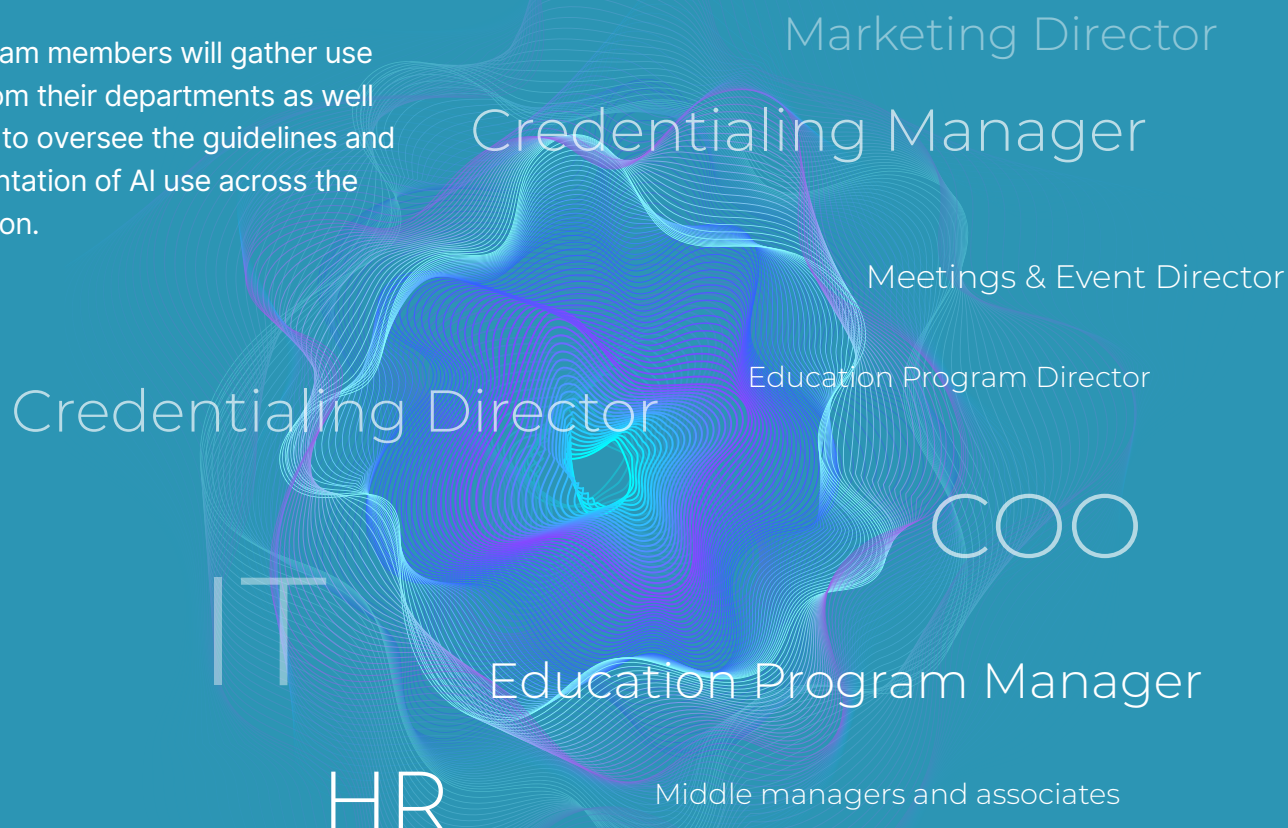 am members will gather use
om their departments as well
to oversee the guidelines and
ntation of AI use across the
on.
Marketing Director
Credentialing Manager
Meetings & Event Director
Education Program Director
Credentialing Director
COO
IT
Education Program Manager
HR
Middle managers and associates